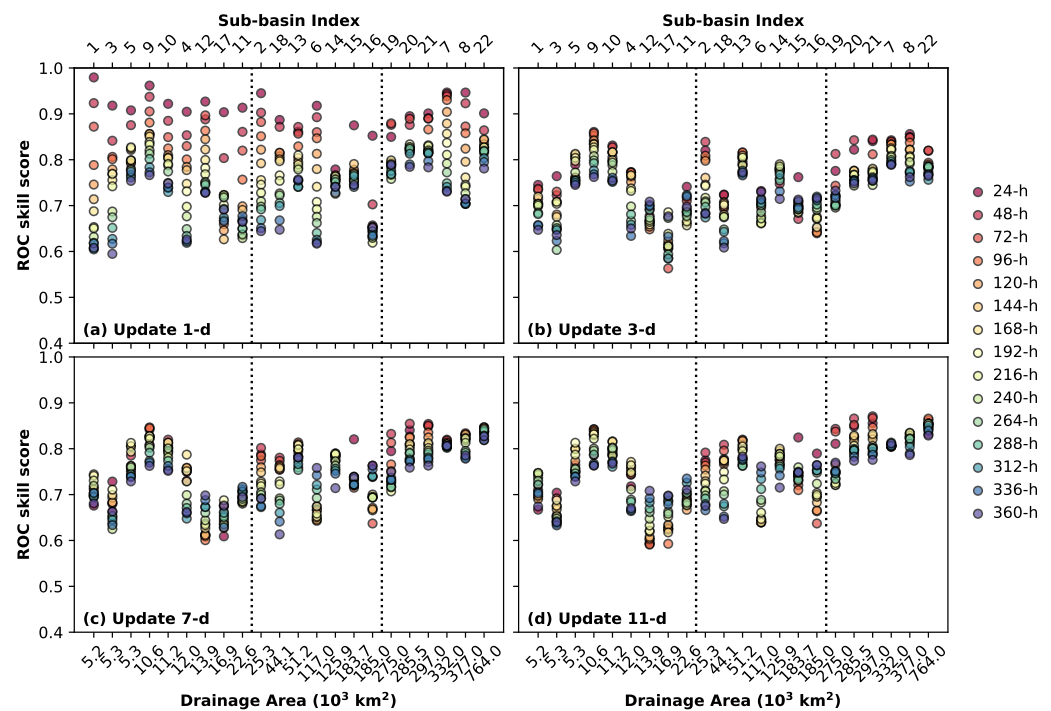 Sub-basin Index
Sub-basin Index
1 3 5 9 10 4 12 17 11 2 18 13 6 14 15 16 19 20 21 7 8 22
1 3 5 9 10 4 12 17 11 2 18 13 6 14 15 16 19 20 21 7 8 22
1.0
0.9
0.8
0.7
0.6
0.5
0.4
ROC skill score
(a) Update 1-d
(b) Update 3-d
1.0
0.9
0.8
0.7
0.6
0.5
0.4
ROC skill score
(c) Update 7-d
(d) Update 11-d
5.2 5.3 5.3 10.6 11.2 12.0 13.9 16.9 22.6 25.3 44.1 51.2 117.0 125.9 183.7 185.0 275.0 285.5 297.0 332.0 377.0 764.0
5.2 5.3 5.3 10.6 11.2 12.0 13.9 16.9 22.6 25.3 44.1 51.2 117.0 125.9 183.7 185.0 275.0 285.5 297.0 332.0 377.0 764.0
Drainage Area (10³ km²)
Drainage Area (10³ km²)
24-h
48-h
72-h
96-h
120-h
144-h
168-h
192-h
216-h
240-h
264-h
288-h
312-h
336-h
360-h